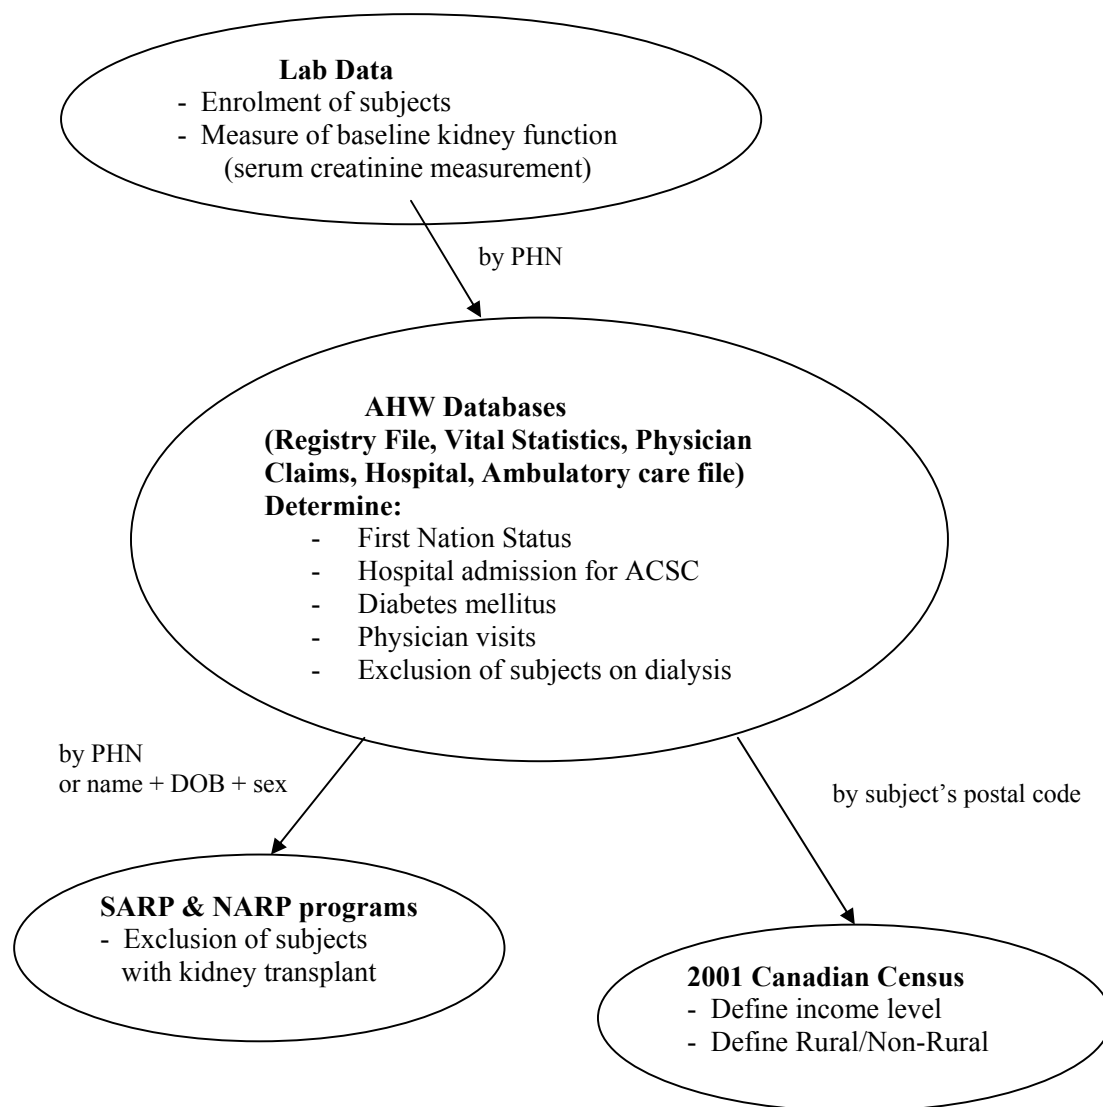 Lab Data
- Enrolment of subjects
- Measure of baseline kidney function
(serum creatinine measurement)
by PHN
AHW Databases
(Registry File, Vital Statistics, Physician
Claims, Hospital, Ambulatory care file)
Determine:
- First Nation Status
- Hospital admission for ACSC
- Diabetes mellitus
- Physician visits
- Exclusion of subjects on dialysis
by PHN
or name + DOB + sex
by subject's postal code
SARP & NARP programs
- Exclusion of subjects
with kidney transplant
2001 Canadian Census
- Define income level
- Define Rural/Non-Rural